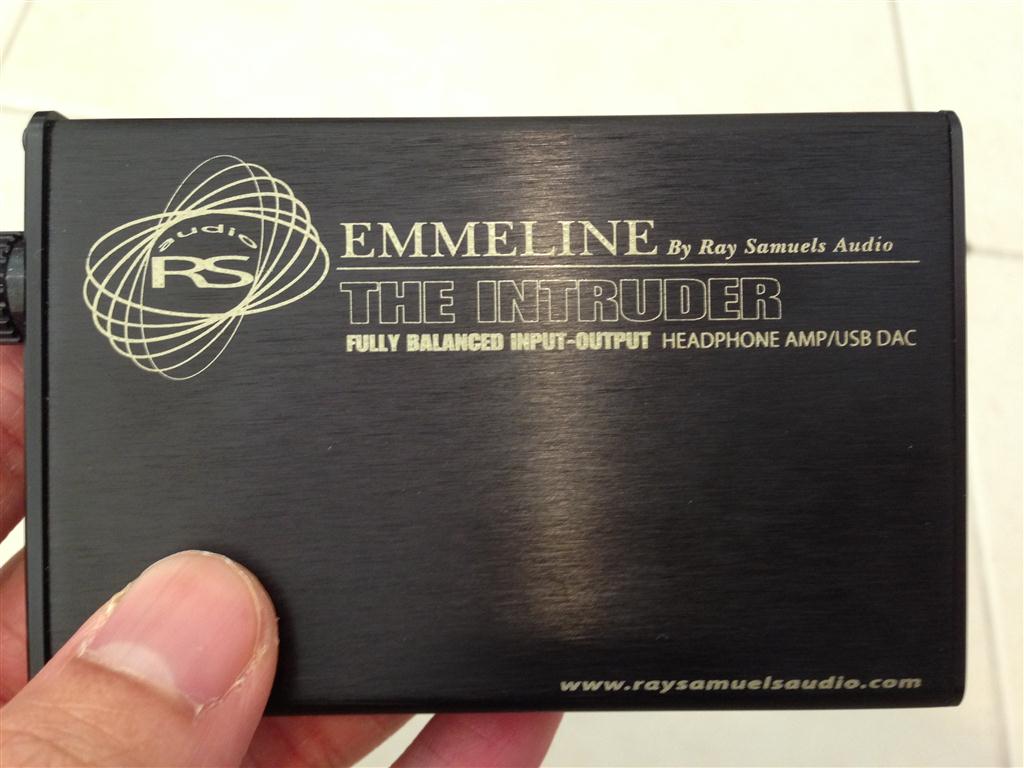 audio
RS
EMMELINE By Ray Samuels Audio
THE INTRUDER
FULLY BALANCED INPUT-OUTPUT HEADPHONE AMP/USB DAC
www.raysamuelsaudio.com